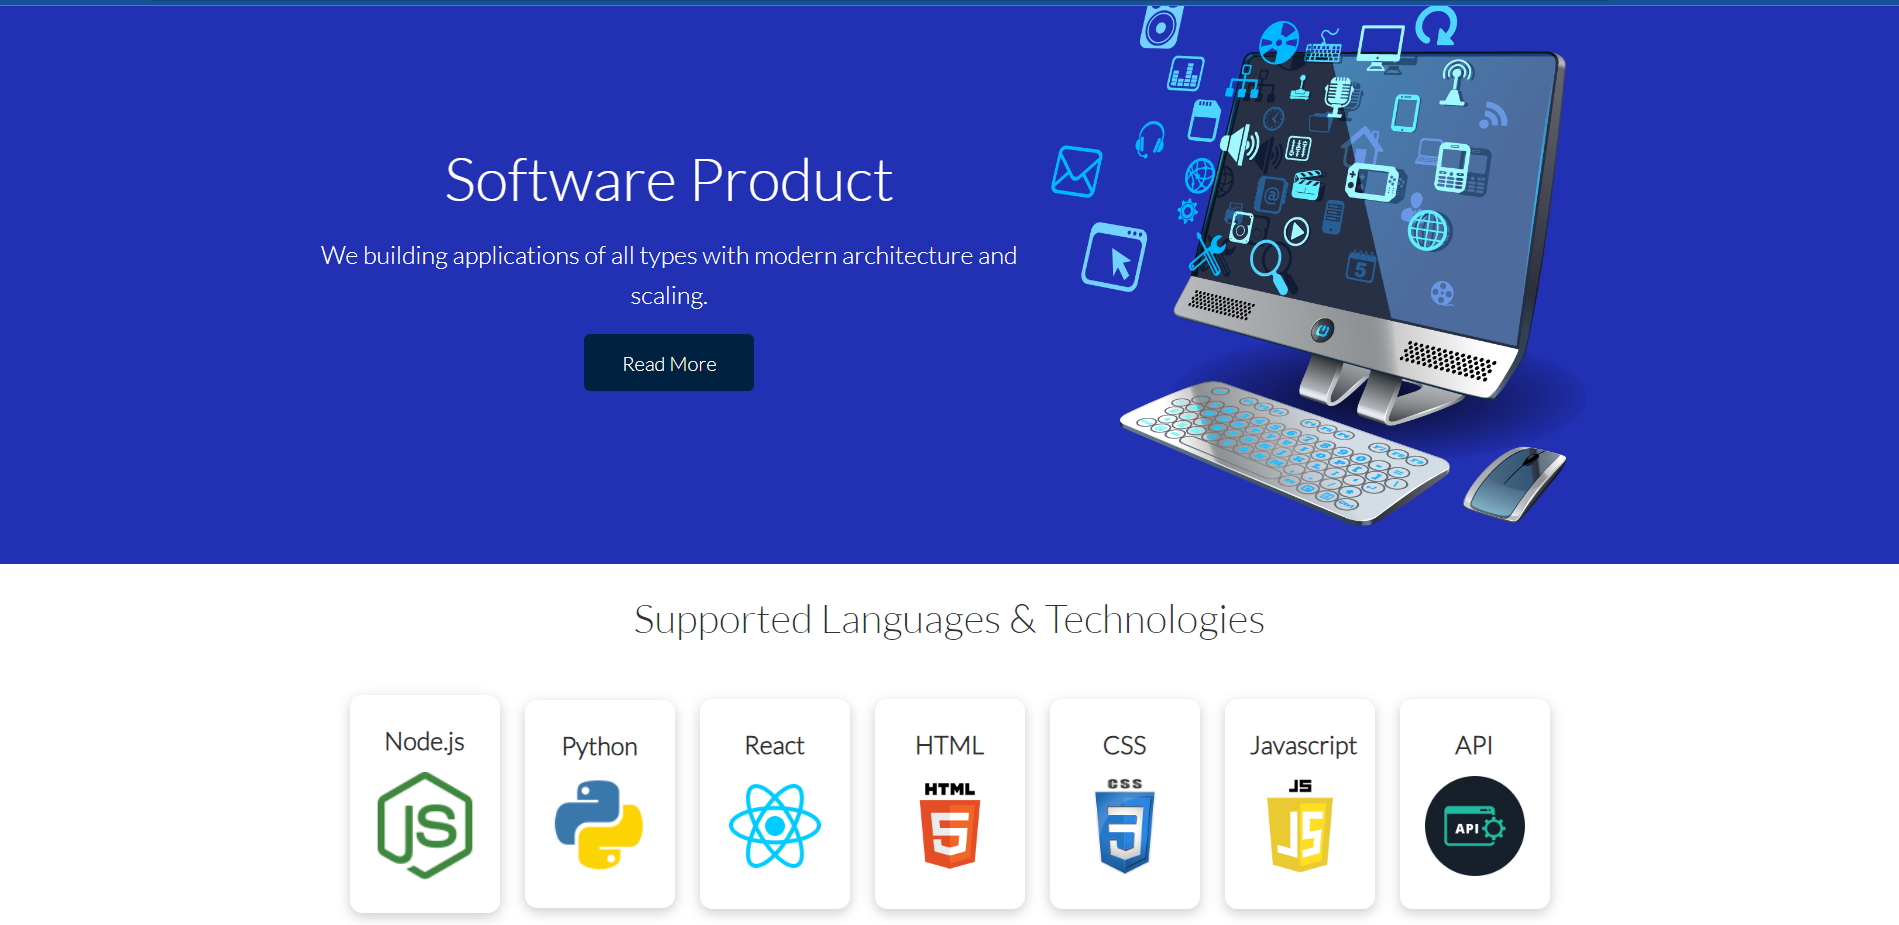 Software Product
We building applications of all types with modern architecture and
scaling.
Read More
5
Supported Languages & Technologies
Node.js
Python
React
HTML
CSS
Javascript
API
JS
HTML
5
CSS
3
JS
JS
API